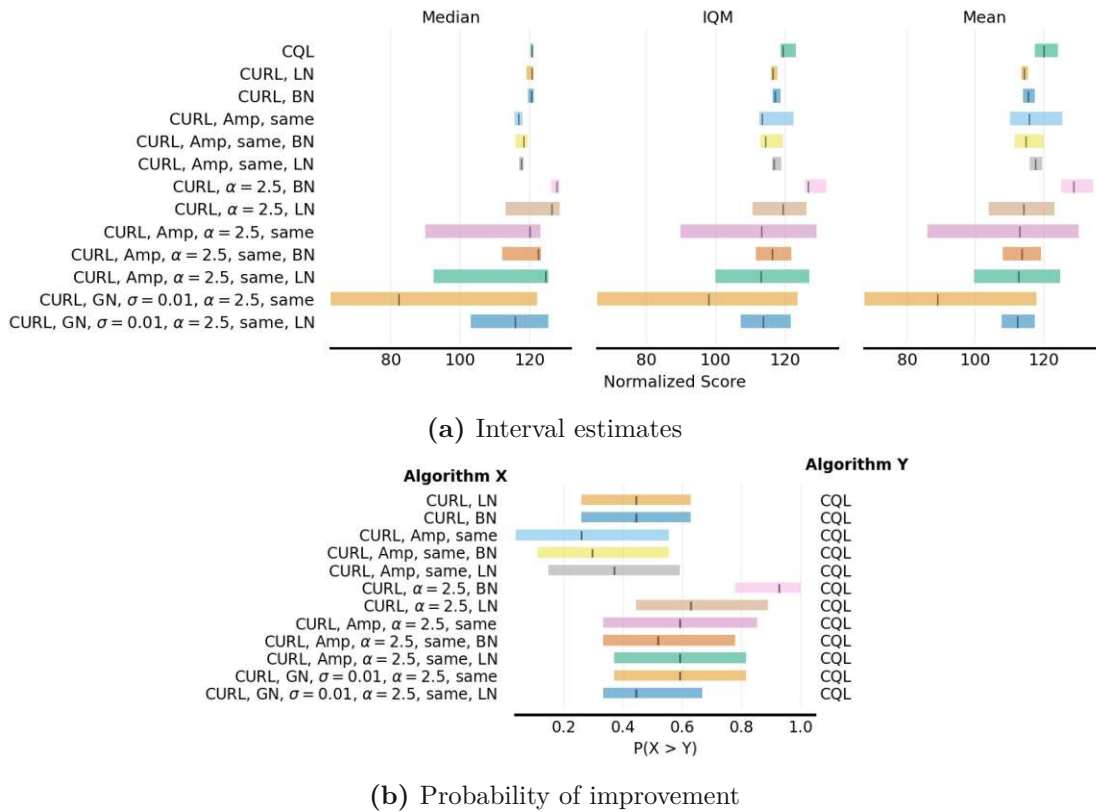 Median IQM Mean
CQL
CURL, LN
CURL, BN
CURL, Amp, same
CURL, Amp, same, BN
CURL, Amp, same, LN
CURL, α = 2.5, BN
CURL, α = 2.5, LN
CURL, Amp, α = 2.5, same
CURL, Amp, α = 2.5, same, BN
CURL, Amp, α = 2.5, same, LN
CURL, GN, σ = 0.01, α = 2.5, same
CURL, GN, σ = 0.01, α = 2.5, same, LN
80 100 120 80 100 120 80 100 120
Normalized Score
(a) Interval estimates
Algorithm X Algorithm Y
CURL, LN CQL
CURL, BN CQL
CURL, Amp, same CQL
CURL, Amp, same, BN CQL
CURL, Amp, same, LN CQL
CURL, α = 2.5, BN CQL
CURL, α = 2.5, LN CQL
CURL, Amp, α = 2.5, same CQL
CURL, Amp, α = 2.5, same, BN CQL
CURL, Amp, α = 2.5, same, LN CQL
CURL, GN, σ = 0.01, α = 2.5, same CQL
CURL, GN, σ = 0.01, α = 2.5, same, LN CQL
0.2 0.4 0.6 0.8 1.0
P(X > Y)
(b) Probability of improvement